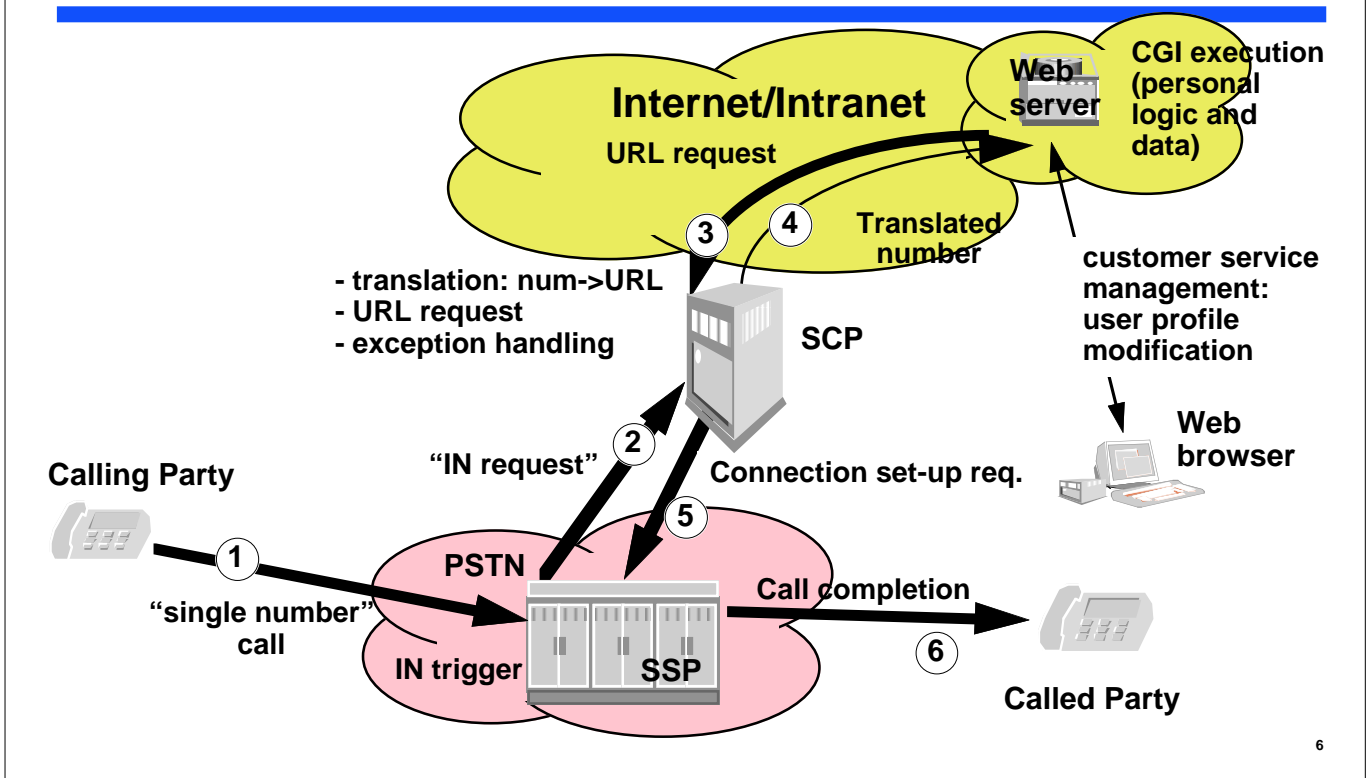 Web
server
CGI execution
(personal
logic and
data)
Internet/Intranet
URL request
3
4
Translated
number
- translation: num->URL
- URL request
- exception handling
SCP
customer service
management:
user profile
modification
2
“IN request”
Connection set-up req.
Web
browser
Calling Party
5
1
PSTN
“single number”
call
Call completion
IN trigger
SSP
6
Called Party
6